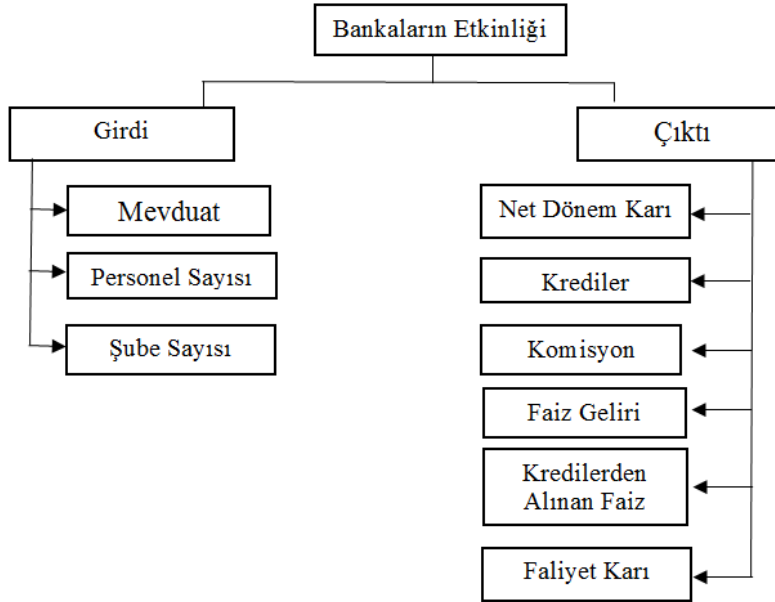 Bankaların Etkinliği
Girdi
Mevduat
Personel Sayısı
Şube Sayısı
Çıktı
Net Dönem Karı
Krediler
Komisyon
Faiz Geliri
Kredilerden
Alınan Faiz
Faliyet Karı